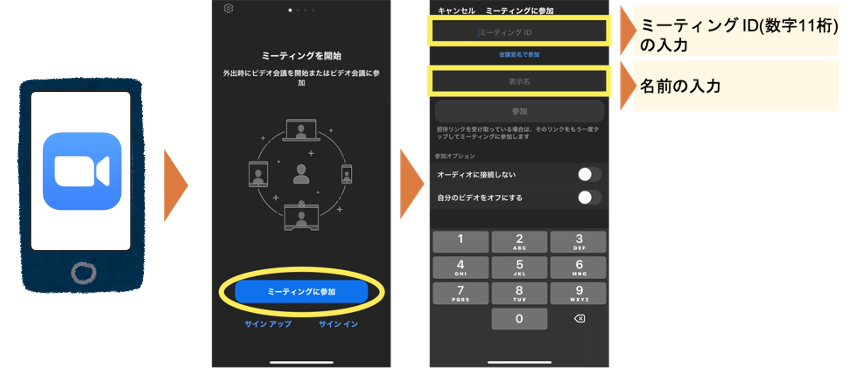 ミーティングを開始
外出時にビデオ会議を開始またはビデオ会議に参
加
ミーティングに参加
サイン アップ サイン イン
キャンセル ミーティングに参加
ミーティング ID
会議室名で参加
表示名
参加
招待リンクを受け取っている場合は、そのリンクをもう一度タ
ップしてミーティングに参加します
参加オプション
オーディオに接続しない
自分のビデオをオフにする
1 2 3
ABC DEF
4 5 6
GHI JKL MNO
7 8 9
PQRS TUV WXYZ
0
ミーティング ID(数字11桁)
の入力
名前の入力